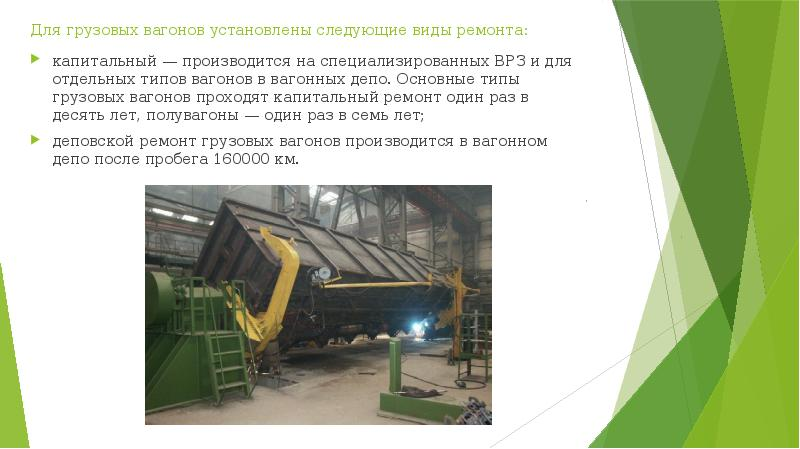 Для грузовых вагонов установлены следующие виды ремонта:
капитальный — производится на специализированных ВРЗ и для
отдельных типов вагонов в вагонных депо. Основные типы
грузовых вагонов проходят капитальный ремонт один раз в
десять лет, полувагоны — один раз в семь лет;
деповской ремонт грузовых вагонов производится в вагонном
депо после пробега 160000 км.